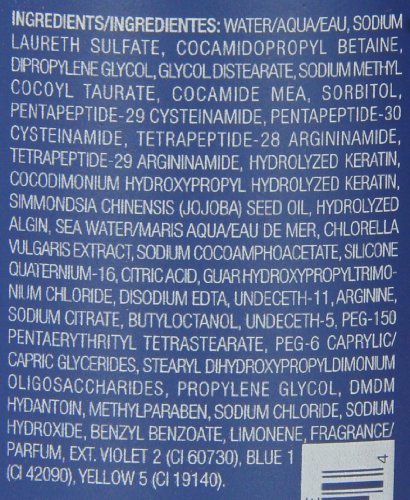 INGREDIENTS/INGREDIENTES: WATER/AQUA/EAU, SODIUM
LAURETH SULFATE, COCAMIDOPROPYL BETAINE,
DIPROPYLENE GLYCOL, GLYCOL DISTEARATE, SODIUM METHYL
COCOYL TAURATE, COCAMIDE MEA, SORBITOL,
PENTAPEPTIDE-29 CYSTEINAMIDE, PENTAPEPTIDE-30
CYSTEINAMIDE, TETRAPEPTIDE-28 ARGININAMIDE,
TETRAPEPTIDE-29 ARGININAMIDE, HYDROLYZED KERATIN,
COCODIMONIUM HYDROXYPROPYL HYDROLYZED KERATIN,
SIMMONDSIA CHINENSIS (JOJOBA) SEED OIL, HYDROLYZED
ALGIN, SEA WATER/MARIS AQUA/EAU DE MER, CHLORELLA
VULGARIS EXTRACT, SODIUM COCOAMPHOACETATE, SILICONE
QUATERNIUM-16, CITRIC ACID, GUAR HYDROXYPROPYLTRIMO-
NIUM CHLORIDE, DISODIUM EDTA, UNDECETH-11, ARGININE,
SODIUM CITRATE, BUTYLOCTANOL, UNDECETH-5, PEG-150
PENTAERYTHRITYL TETRASTEARATE, PEG-6 CAPRYLIC/
CAPRIC GLYCERIDES, STEARYL DIHYDROXYPROPYLDIMONIUM
OLIGOSACCHARIDES, PROPYLENE GLYCOL, DMDM
HYDANTOIN, METHYLPARABEN, SODIUM CHLORIDE, SODIUM
HYDROXIDE, BENZYL BENZOATE, LIMONENE, FRAGRANCE/
PARFUM, EXT. VIOLET 2 (CI 60730), BLUE 1
(CI 42090), YELLOW 5 (CI 19140).
4